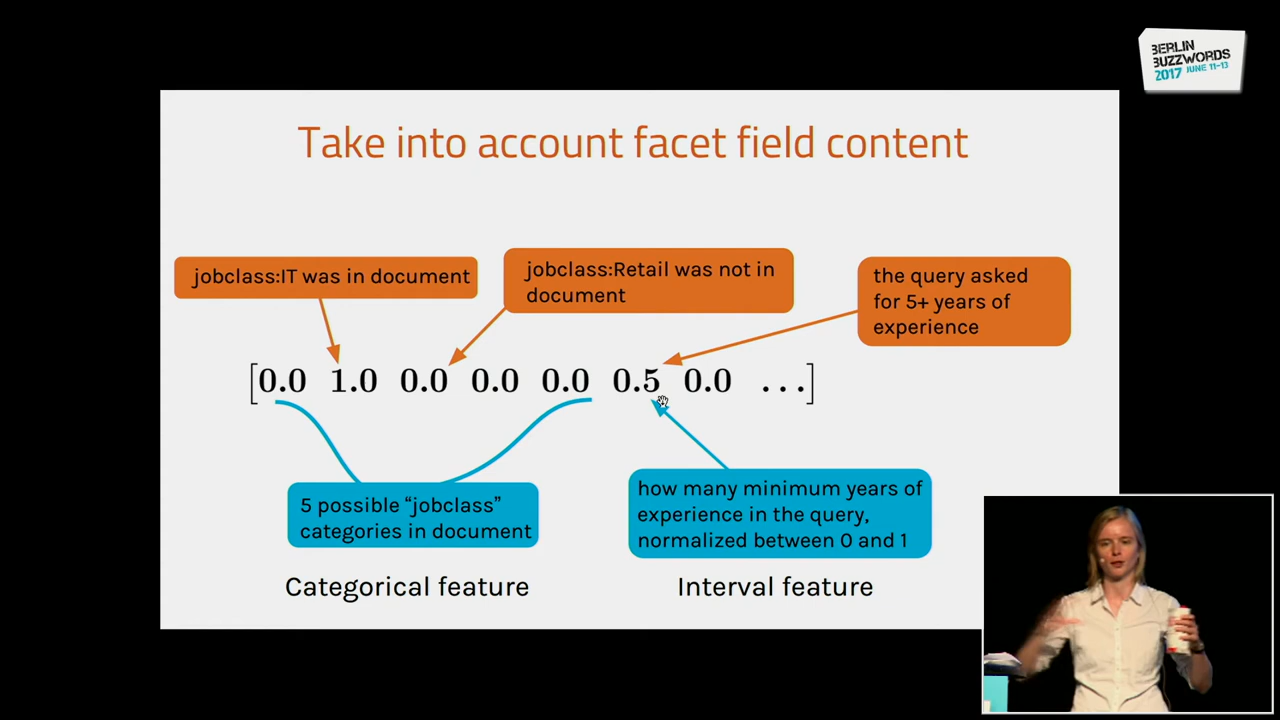 BERLIN
BUZZWORDS
2017 JUNE 11-13
Take into account facet field content
jobclass:IT was in document
jobclass:Retail was not in
document
the query asked
for 5+ years of
experience
[0.0 1.0 0.0 0.0 0.0 0.5 0.0 ...]
5 possible “jobclass”
categories in document
how many minimum years of
experience in the query,
normalized between 0 and 1
Categorical feature
Interval feature